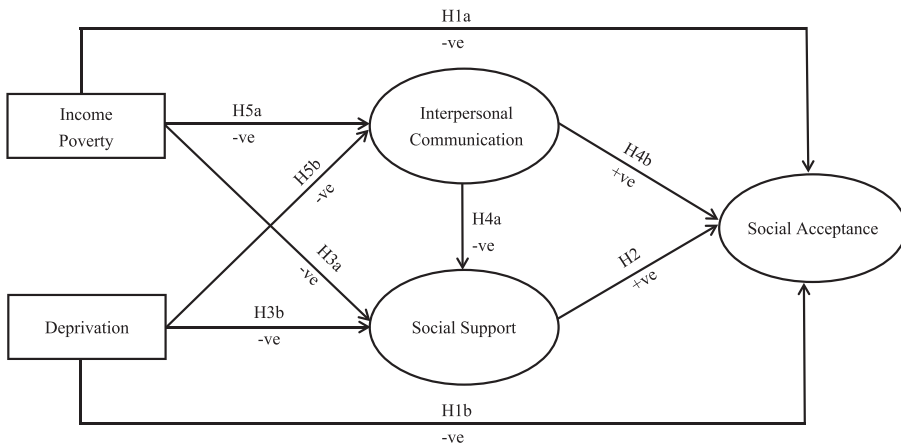 H1a
-ve
Income
Poverty
H5a
-ve
Interpersonal
Communication
H5b
-ve
H4b
+ve
H4a
-ve
Social Acceptance
H3a
-ve
H2
+ve
Deprivation
H3b
-ve
Social Support
H1b
-ve